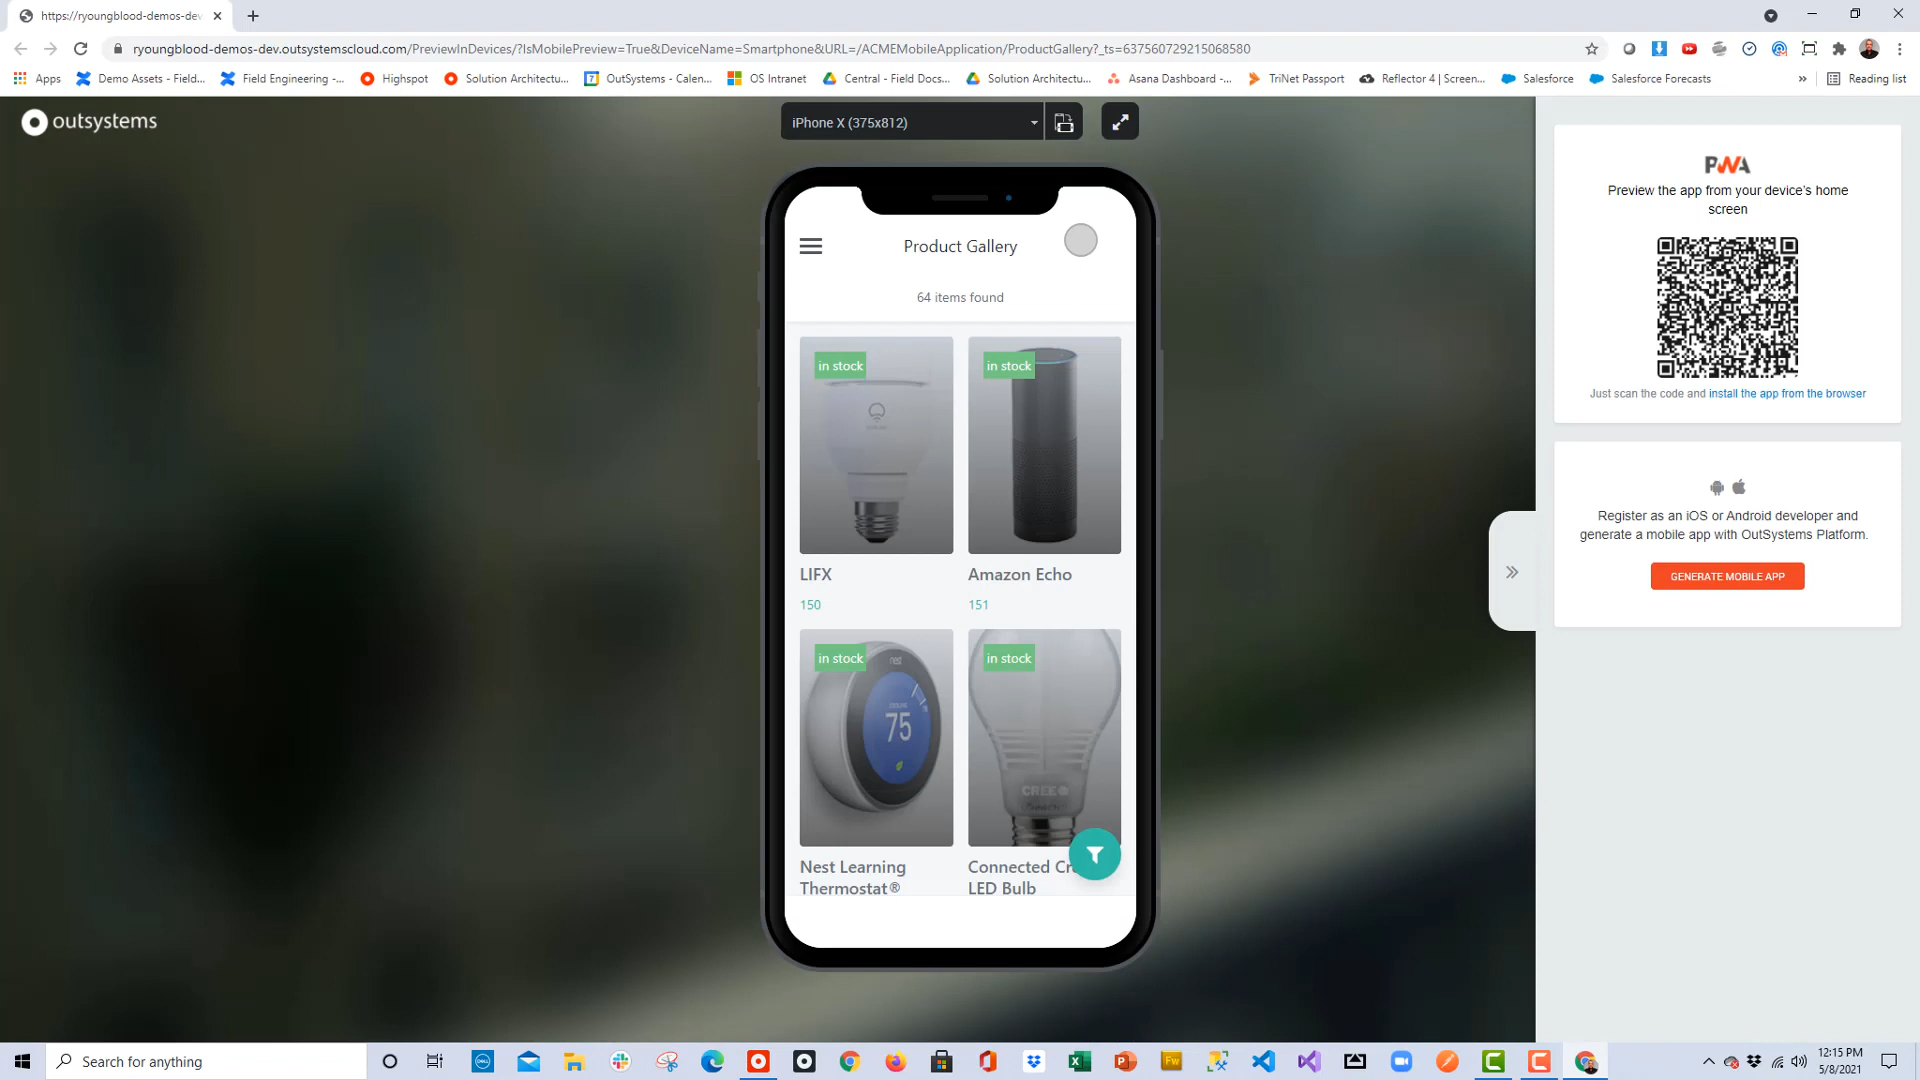 https://ryoungblood-demos-dev
ryoungblood-demos-dev.outsystemscloud.com/PreviewInDevices/?IsMobilePreview=True&DeviceName=Smartphone&URL=/ACMEMobileApplication/ProductGallery?_ts=637560729215068580
Apps Demo Assets - Field... Field Engineering -... Highspot Solution Architectu... OutSystems - Calen... OS Intranet Central - Field Docs... Solution Architectu... Asana Dashboard -... TriNet Passport Reflector 4 | Screen... Salesforce Salesforce Forecasts » Reading list
outsystems
iPhone X (375x812)
Product Gallery
64 items found
in stock
in stock
LIFX
Amazon Echo
150
151
in stock
in stock
nest
75
CREE
Nest Learning
Thermostat®
Connected Cr
LED Bulb
PWA
Preview the app from your device's home
screen
Just scan the code and install the app from the browser
Register as an iOS or Android developer and
generate a mobile app with OutSystems Platform.
GENERATE MOBILE APP
Search for anything
DELL
Fw
12:15 PM
5/8/2021